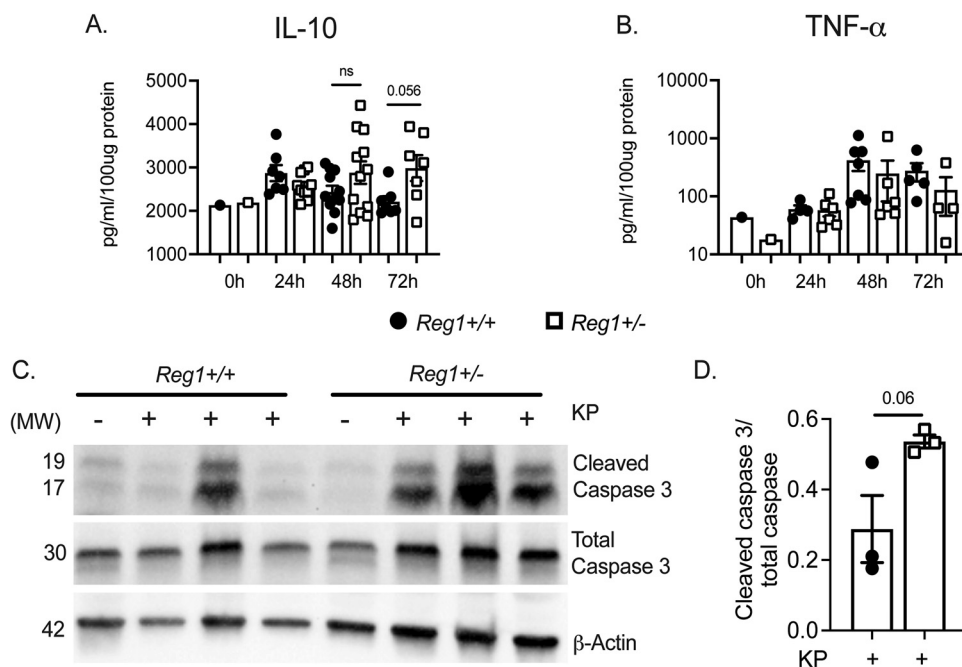 A.
IL-10
pg/ml/100ug protein
5000
4000
3000
2000
1000
ns
0.056
0h
24h
48h
72h
B.
TNF-α
pg/ml/100ug protein
10000
1000
100
10
0h
24h
48h
72h
Reg1+/+
Reg1+/-
C.
Reg1+/+
Reg1+/-
(MW)
- + + + - + + +
KP
19
17
Cleaved
Caspase 3
30
Total
Caspase 3
42
β-Actin
D.
0.06
Cleaved caspase 3/
total caspase
0.6
0.4
0.2
0.0
KP + +